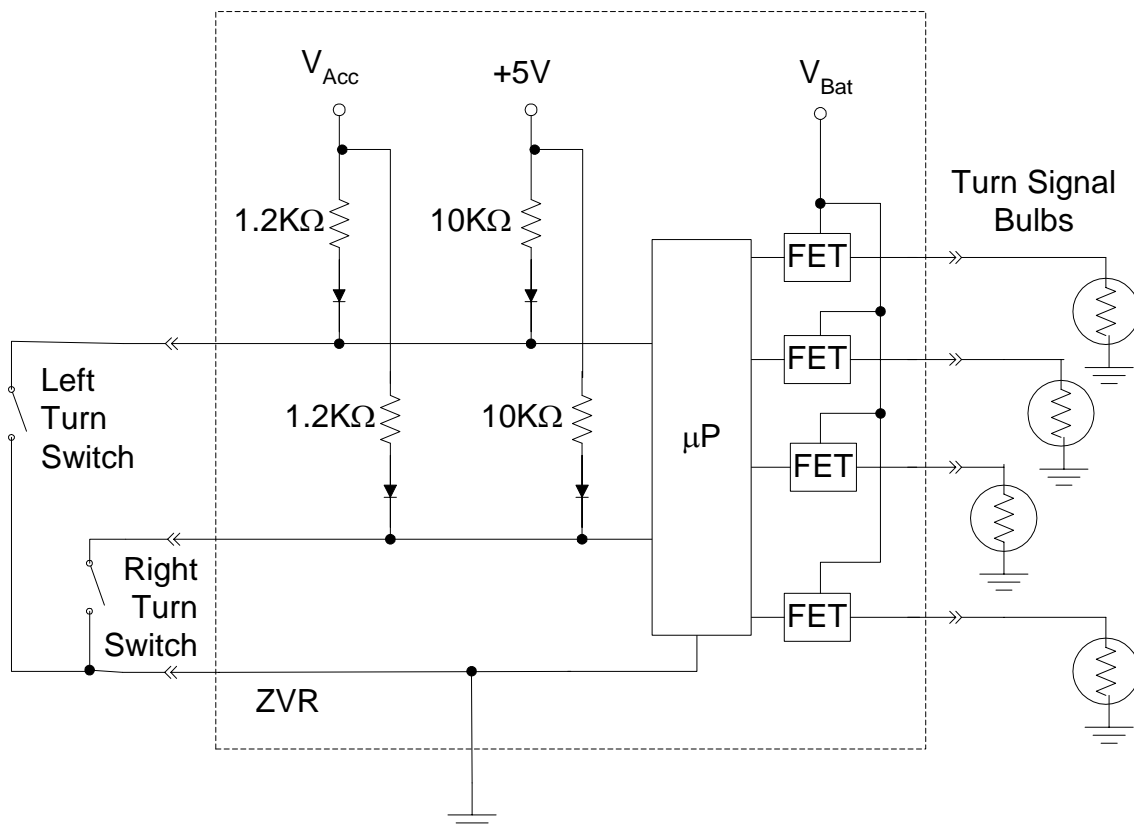 V_Acc
+5V
V_Bat
Turn Signal
Bulbs
1.2KΩ
10KΩ
FET
FET
Left
Turn
Switch
1.2KΩ
10KΩ
μP
FET
Right
Turn
Switch
FET
ZVR